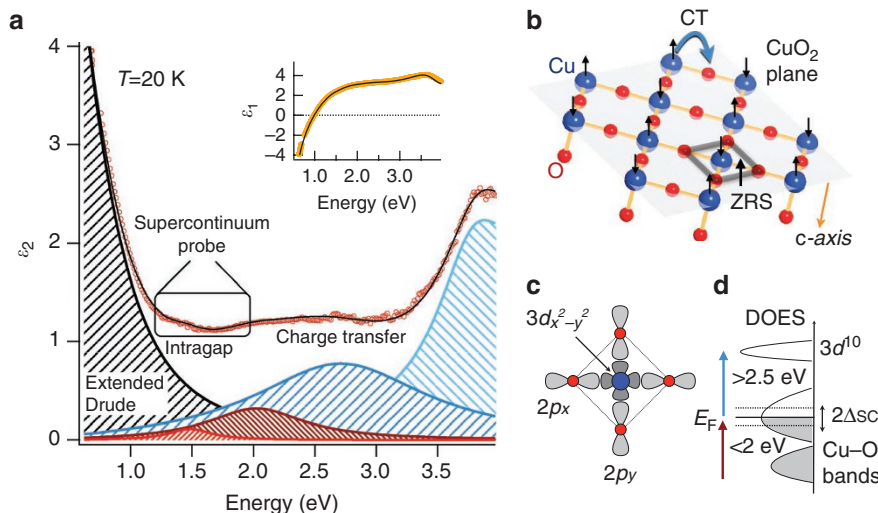 a
4
3
2
1
0
ε2
T=20 K
4
2
0
−2
−4
ε1
1.0
2.0
3.0
Energy (eV)
Supercontinuum
probe
Intragap
Charge transfer
Extended
Drude
1.0
1.5
2.0
2.5
3.0
3.5
Energy (eV)
b
CT
CuO2
plane
Cu
O
ZRS
c-axis
c
3dx2–y2
2px
2py
d
DOES
3d10
>2.5 eV
EF
2ΔSC
<2 eV
Cu–O
bands